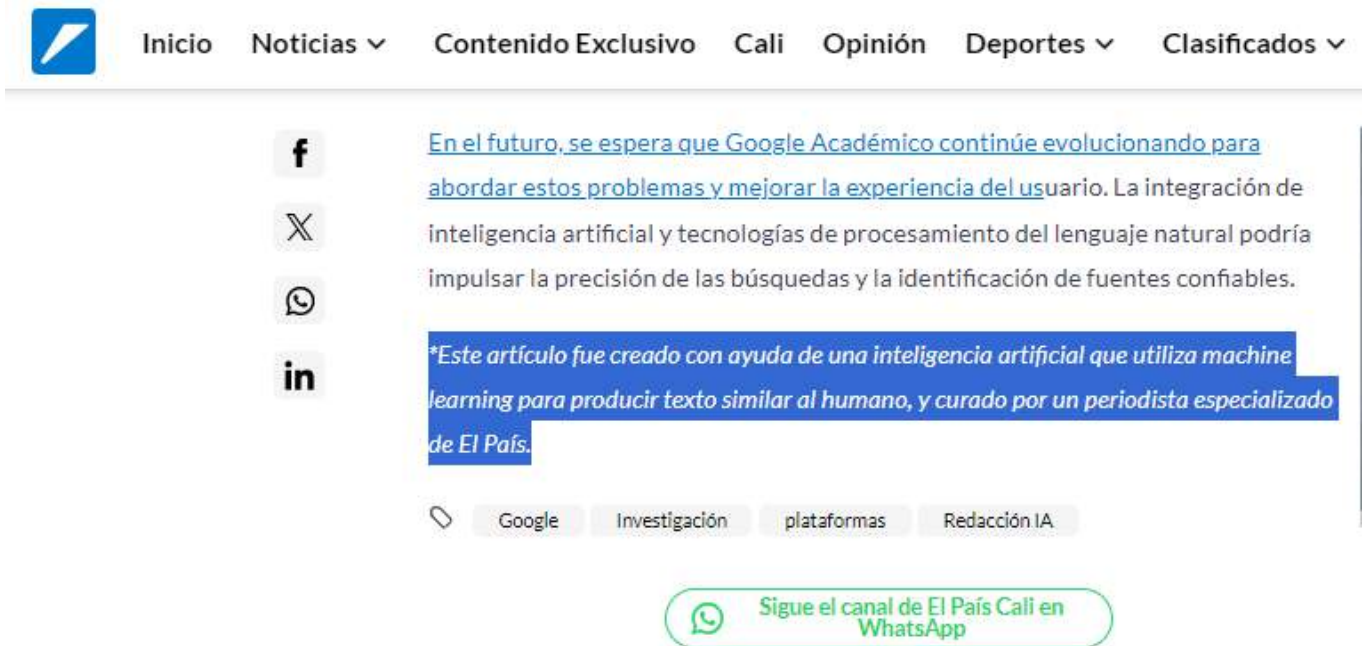 Inicio Noticias Contenido Exclusivo Cali Opinión Deportes Clasificados
En el futuro, se espera que Google Académico continúe evolucionando para
abordar estos problemas y mejorar la experiencia del usuario. La integración de
inteligencia artificial y tecnologías de procesamiento del lenguaje natural podría
impulsar la precisión de las búsquedas y la identificación de fuentes confiables.
*Este artículo fue creado con ayuda de una inteligencia artificial que utiliza machine
learning para producir texto similar al humano, y curado por un periodista especializado
de El País.
Google Investigación plataformas Redacción IA
Sigue el canal de El País Cali en
WhatsApp